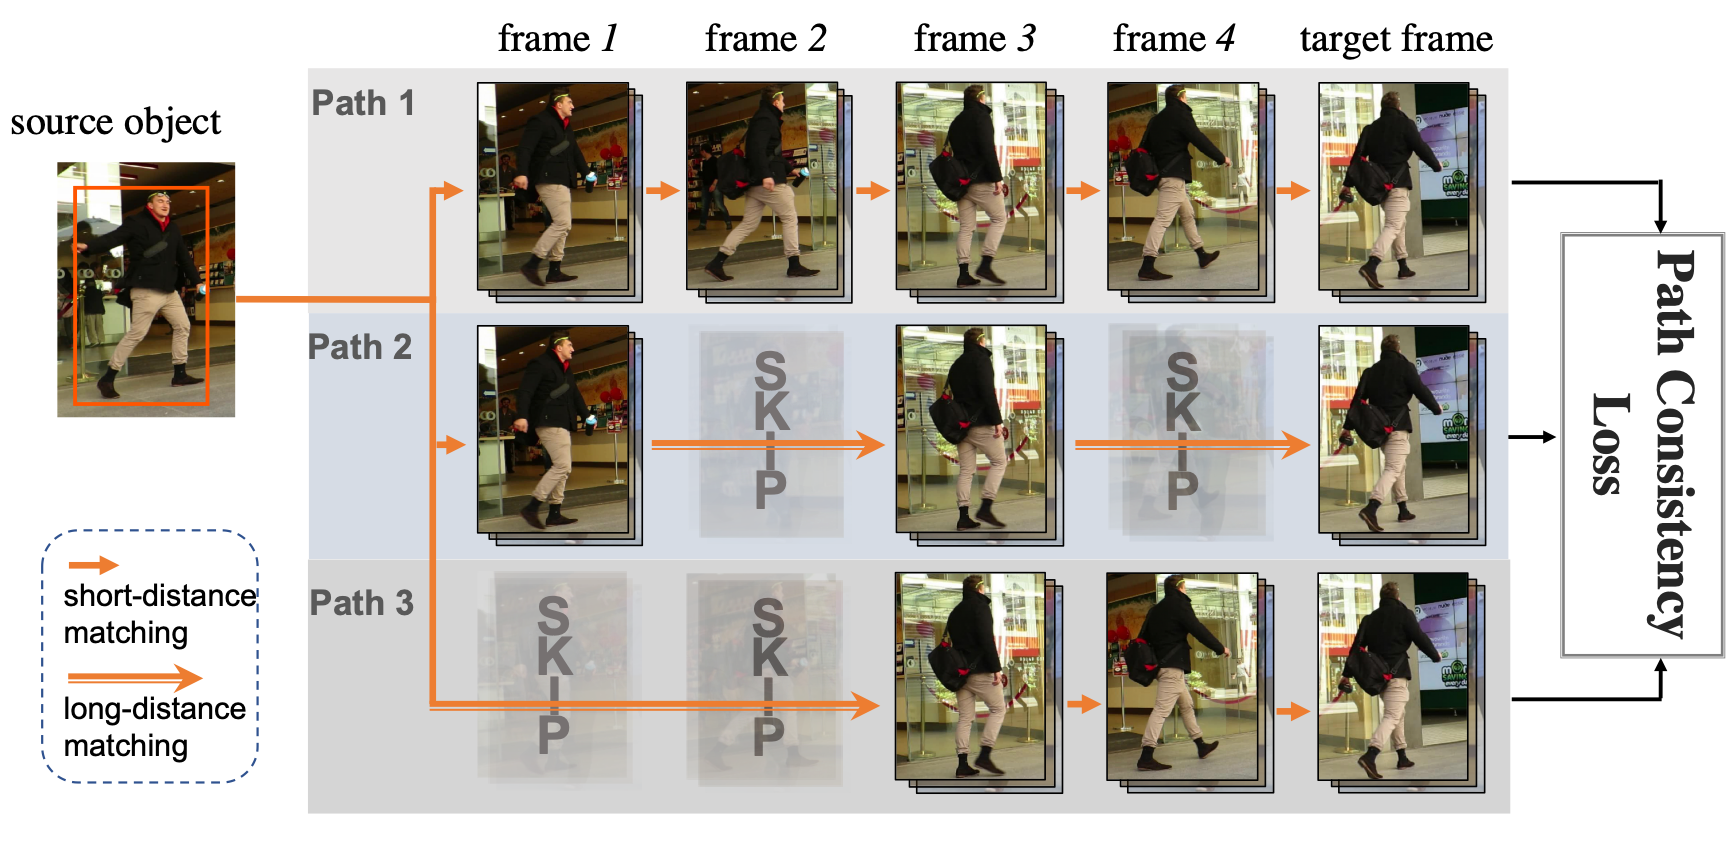 frame 1
frame 2
frame 3
frame 4
target frame
source object
Path 1
Path 2
SKIP
SKIP
Path 3
SKIP
SKIP
short-distance
matching
long-distance
matching
Path Consistency
Loss